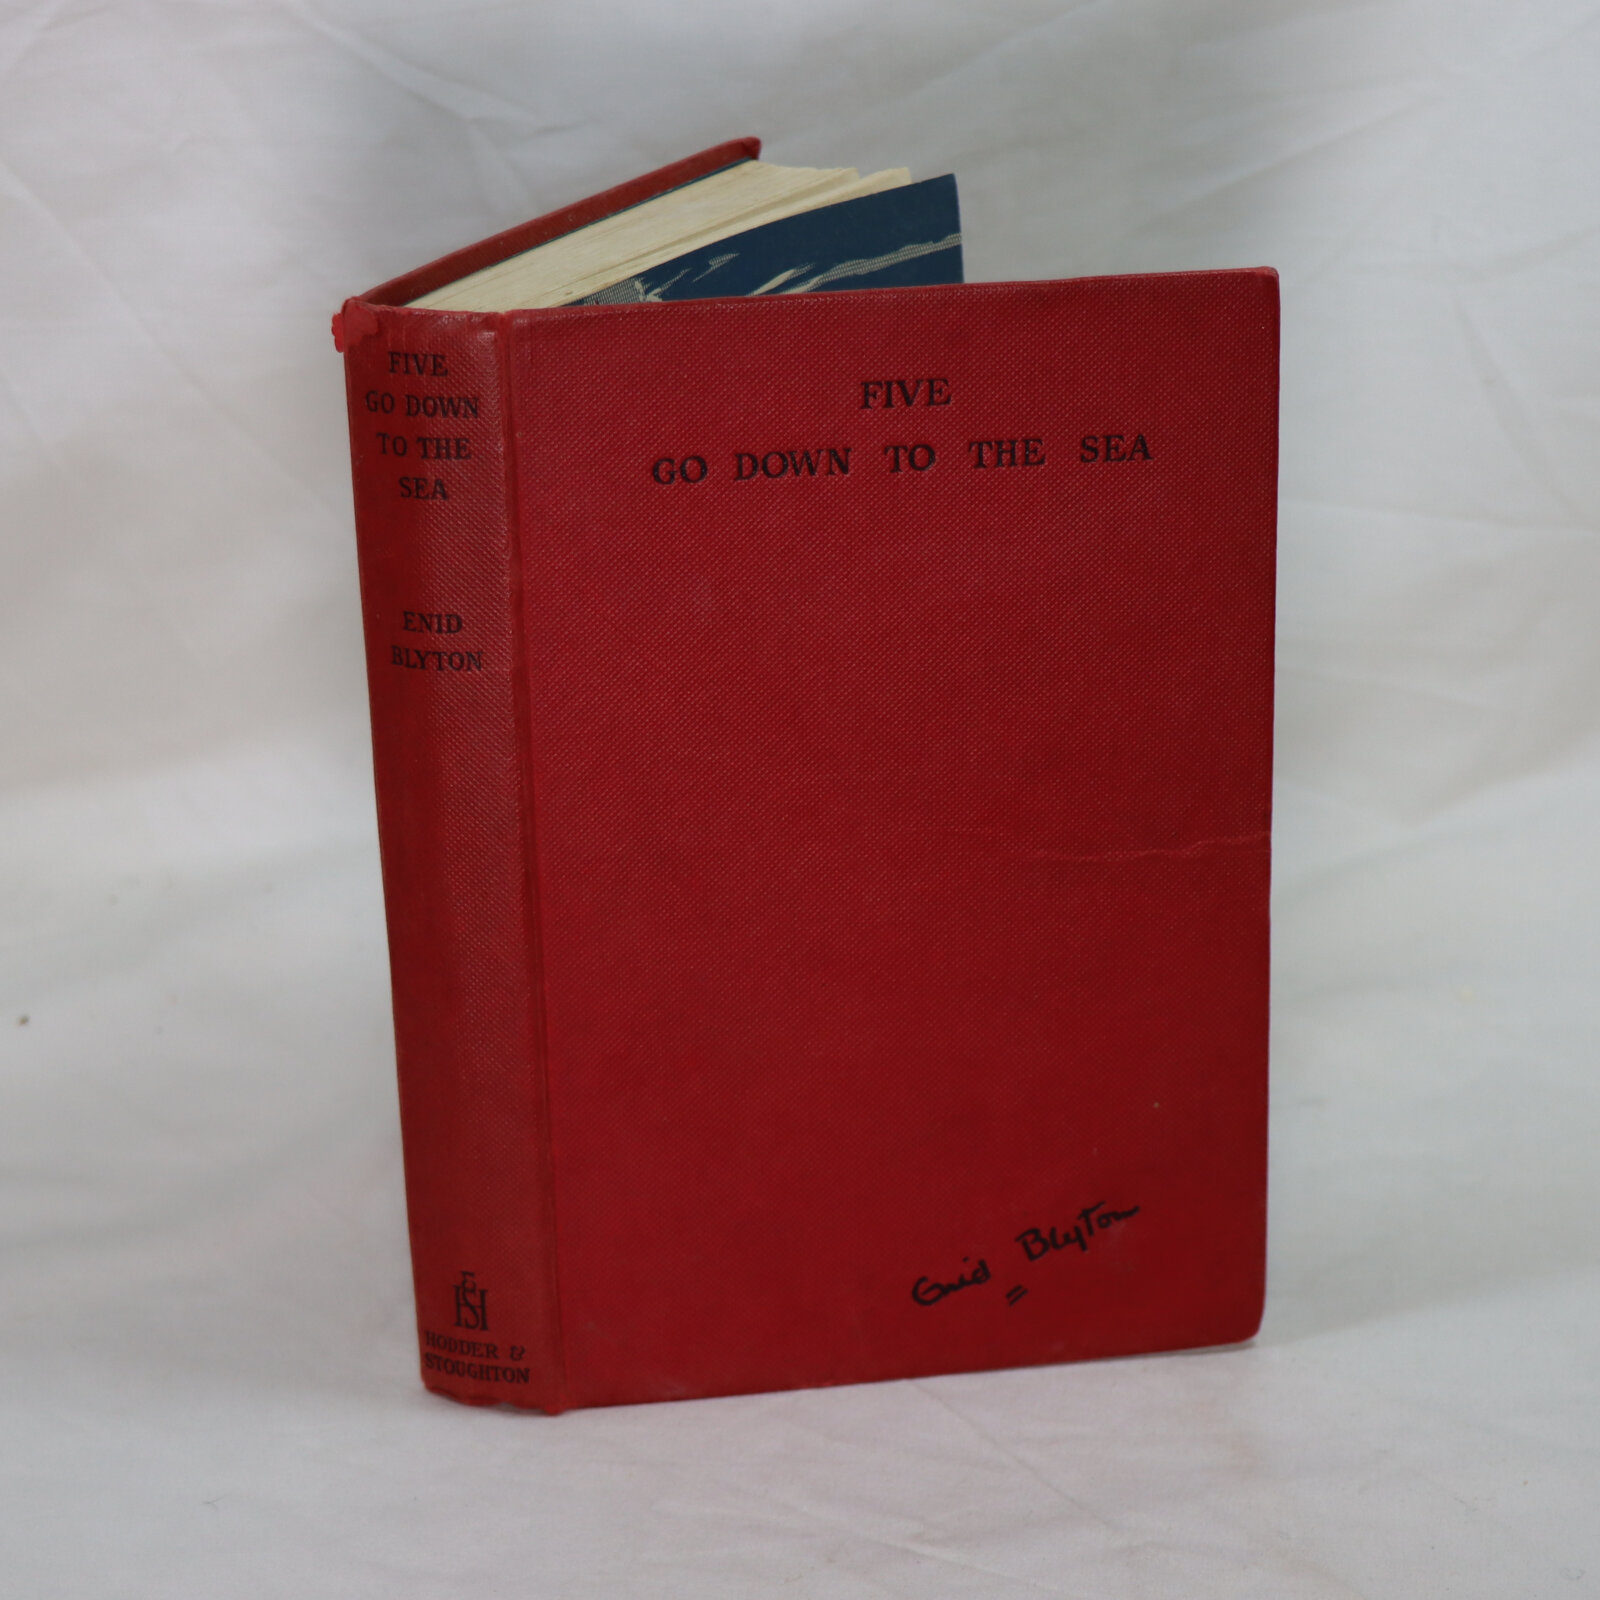 FIVE
GO DOWN
TO THE
SEA
ENID
BLYTON
H&S
HODDER &
STOUGHTON
FIVE
GO DOWN TO THE SEA
Enid Blyton